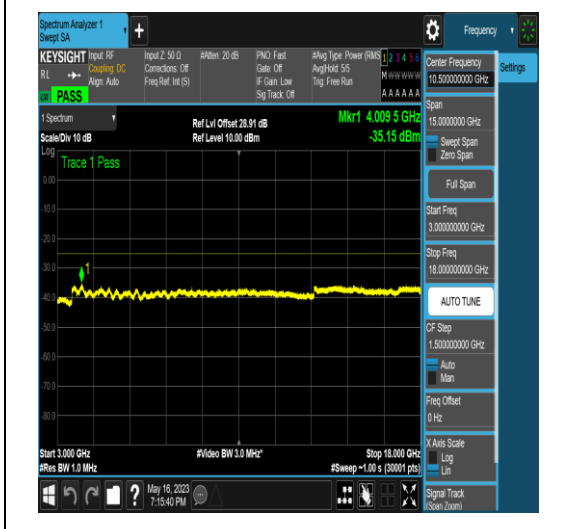 Spectrum Analyzer 1
Swept SA
+
Frequency
KEYSIGHT
Input: RF
Coupling: DC
Align: Auto
Input Z: 50 Ω
Corrections: Off
Freq Ref: Int (S)
#Atten: 20 dB
PNO: Fast
Gate: Off
IF Gain: Low
Sig Track: Off
#Avg Type: Power (RMS)
Avg|Hold: 5/5
Trig: Free Run
1 2 3 4 5 6
M W W W W W
A A A A A A
RL
PASS
1 Spectrum
Scale/Div 10 dB
Log
Ref Lvl Offset 28.91 dB
Ref Level 10.00 dBm
Mkr1 4.009 5 GHz
-35.15 dBm
Trace 1 Pass
0.00
-10.0
-20.0
-30.0
-40.0
-50.0
-60.0
-70.0
-80.0
1
Start 3.000 GHz
#Res BW 1.0 MHz
#Video BW 3.0 MHz*
Stop 18.000 GHz
#Sweep ~1.00 s (30001 pts)
May 16, 2023
7:15:40 PM
Center Frequency
10.500000000 GHz
Settings
Span
15.0000000 GHz
Swept Span
Zero Span
Full Span
Start Freq
3.000000000 GHz
Stop Freq
18.000000000 GHz
AUTO TUNE
CF Step
1.500000000 GHz
Auto
Man
Freq Offset
0 Hz
X Axis Scale
Log
Lin
Signal Track
(Span Zoom)